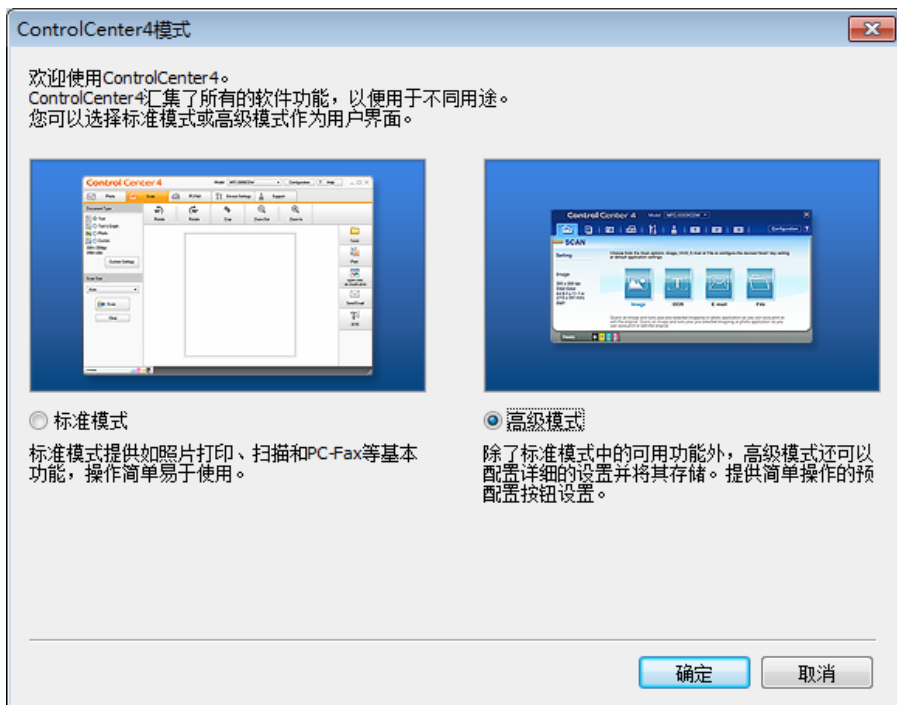 ControlCenter4模式
欢迎使用ControlCenter4。
ControlCenter4汇集了所有的软件功能，以便用于不同用途。
您可以选择标准模式或高级模式作为用户界面。
Control Center 4
Control Center 4
SCAN
Image
OCR
E-mail
File
标准模式
高级模式
标准模式提供如照片打印、扫描和PC-Fax等基本
功能，操作简单易于使用。
除了标准模式中的可用功能外，高级模式还可以
配置详细的设置并将其存储。提供简单操作的预
配置按钮设置。
确定
取消